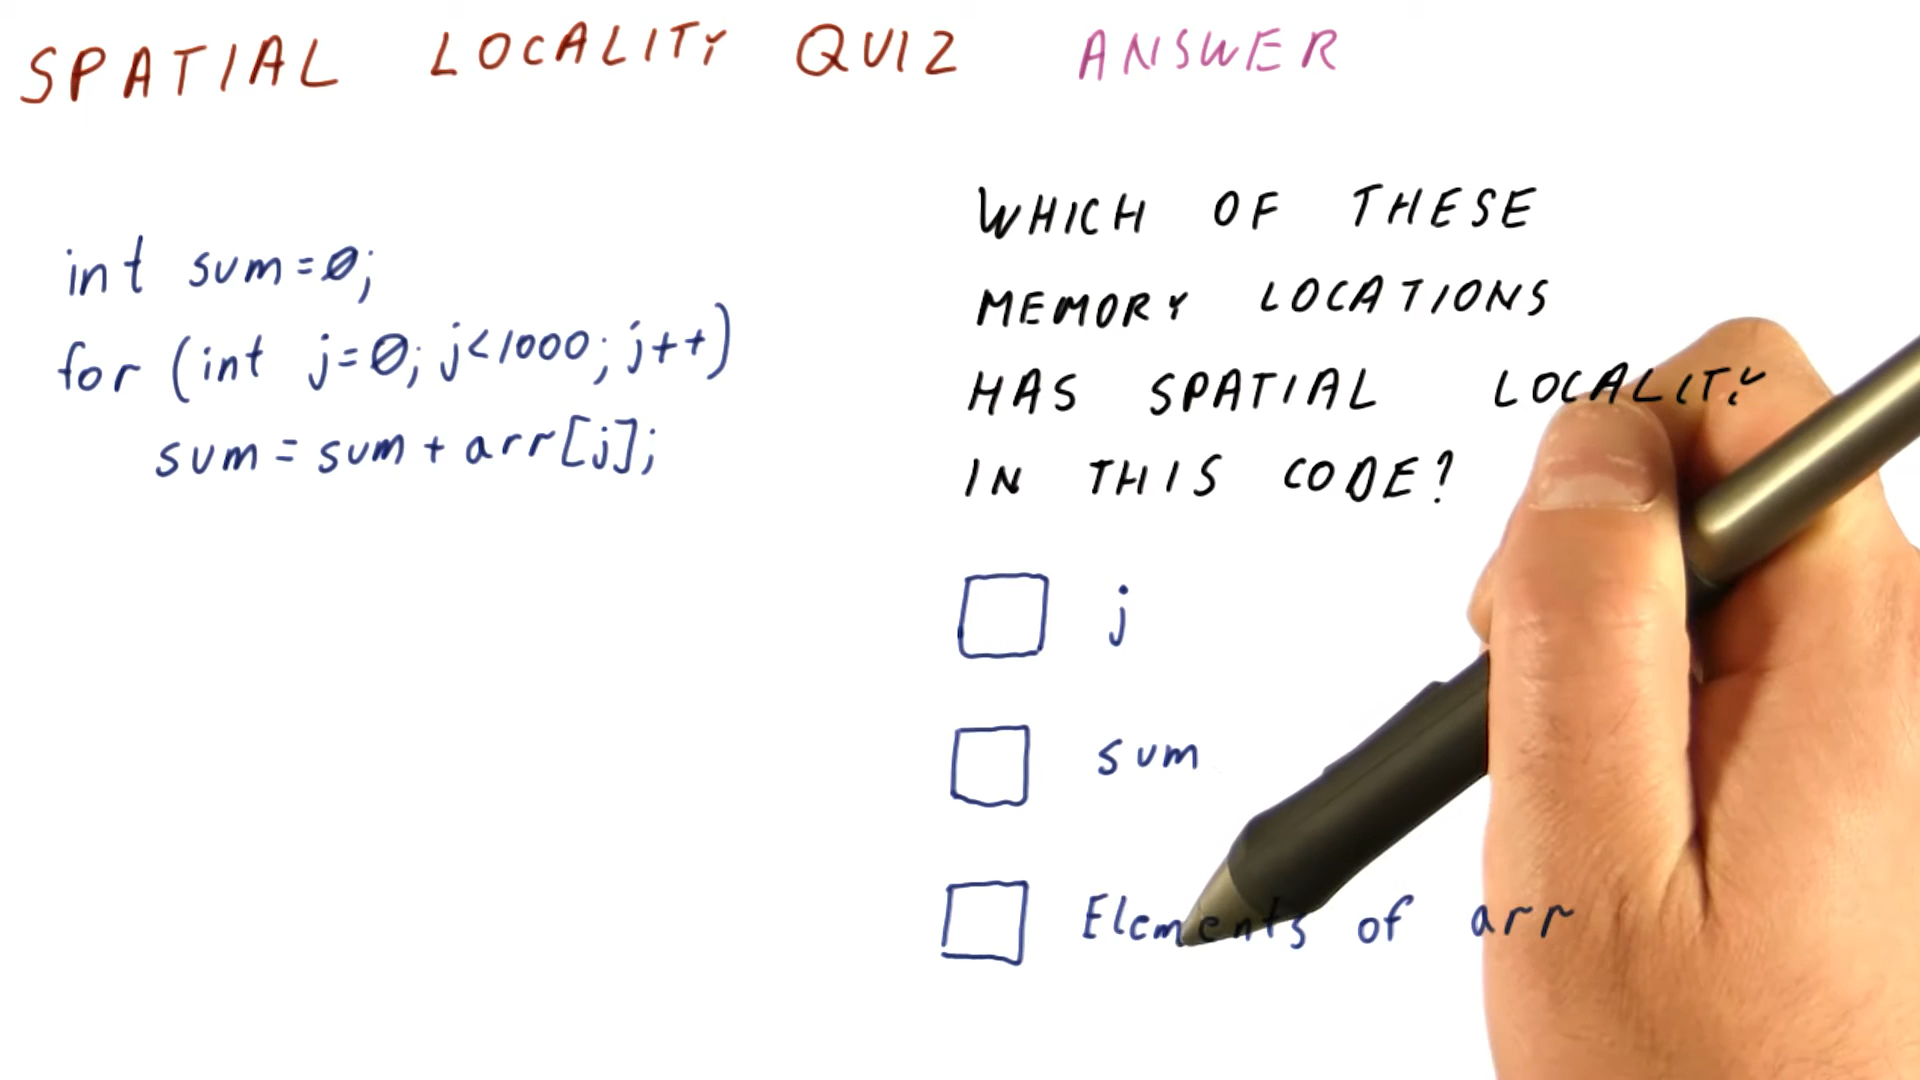 SPATIAL LOCALITY QUIZ ANSWER
int sum=0;
for (int j=0; j<1000; j++)
sum = sum + arr[j];
WHICH OF THESE
MEMORY LOCATIONS
HAS SPATIAL LOCALITY
IN THIS CODE?
j
sum
Elements of arr